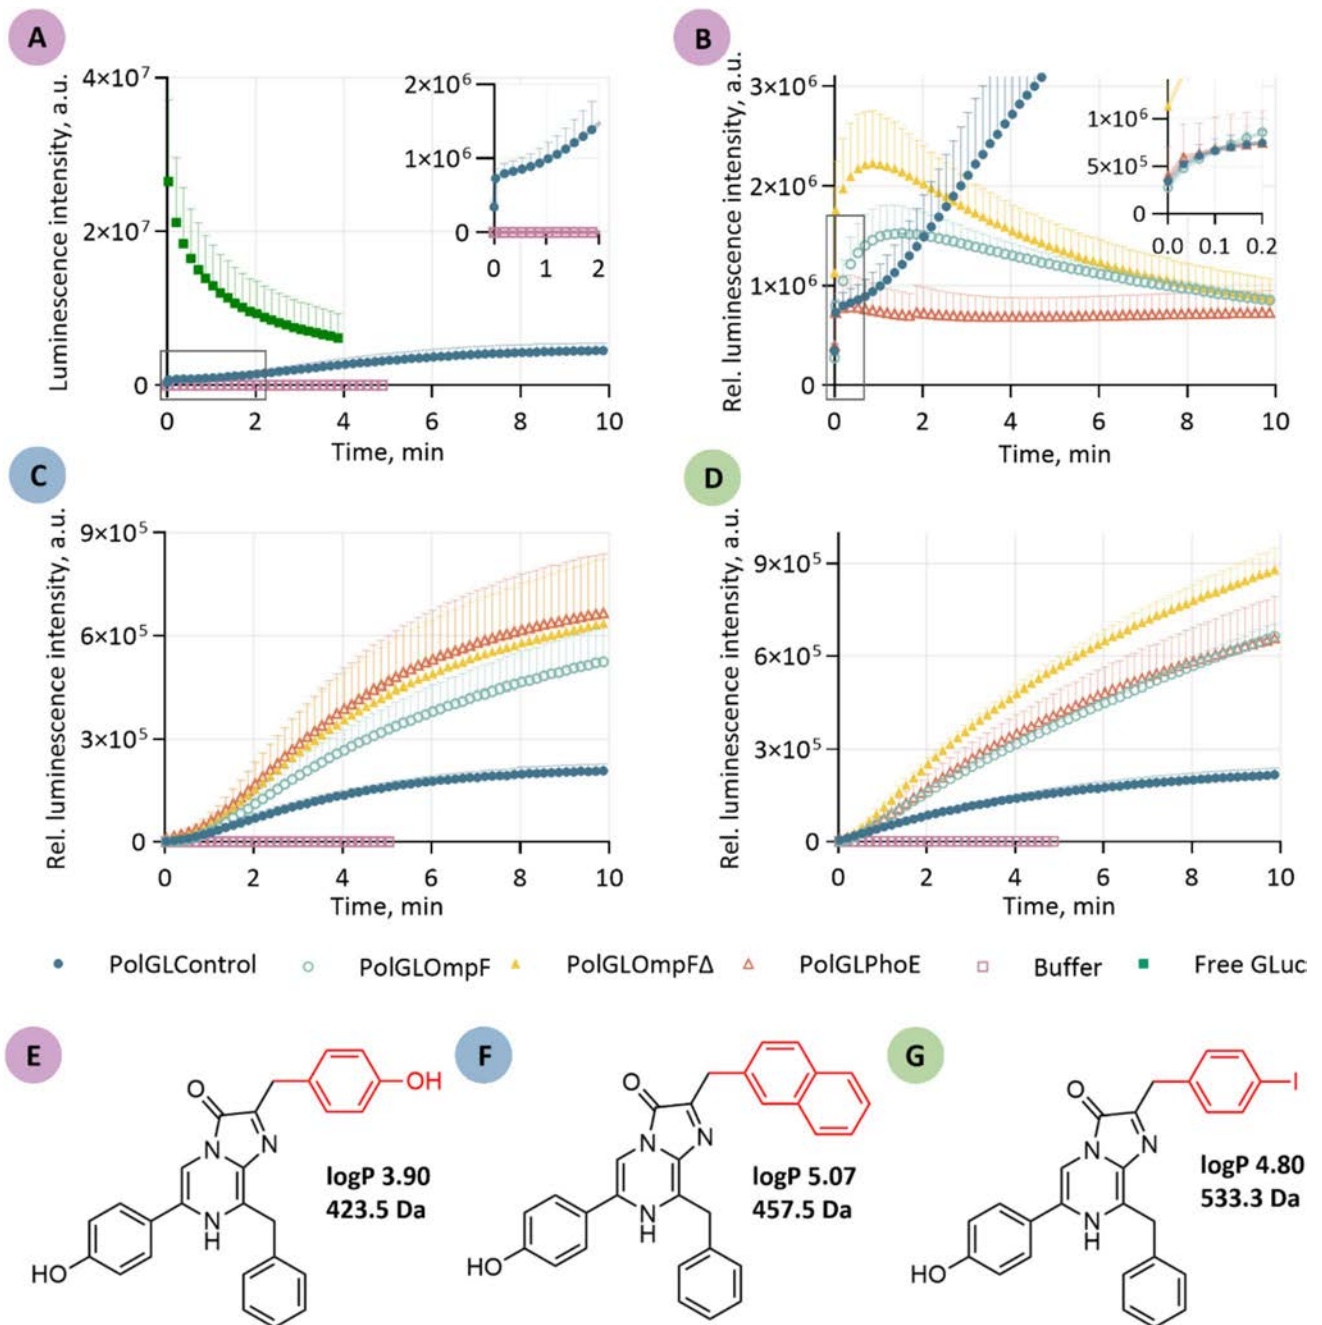 A
Luminescence intensity, a.u.
4×10⁷
2×10⁷
0
0 2 4 6 8 10
Time, min
2×10⁶
1×10⁶
0
0 1 2
B
Rel. luminescence intensity, a.u.
3×10⁶
2×10⁶
1×10⁶
0
0 2 4 6 8 10
Time, min
1×10⁶
5×10⁵
0
0.0 0.1 0.2
C
Rel. luminescence intensity, a.u.
9×10⁵
6×10⁵
3×10⁵
0
0 2 4 6 8 10
Time, min
D
Rel. luminescence intensity, a.u.
9×10⁵
6×10⁵
3×10⁵
0
0 2 4 6 8 10
Time, min
PolGLControl PolGLOmpF PolGLOmpFΔ PolGLPhoE Buffer Free GLuc
E
O
OH
N
N
N
H
HO
logP 3.90
423.5 Da
F
O
N
N
N
H
HO
logP 5.07
457.5 Da
G
O
I
N
N
N
H
HO
logP 4.80
533.3 Da